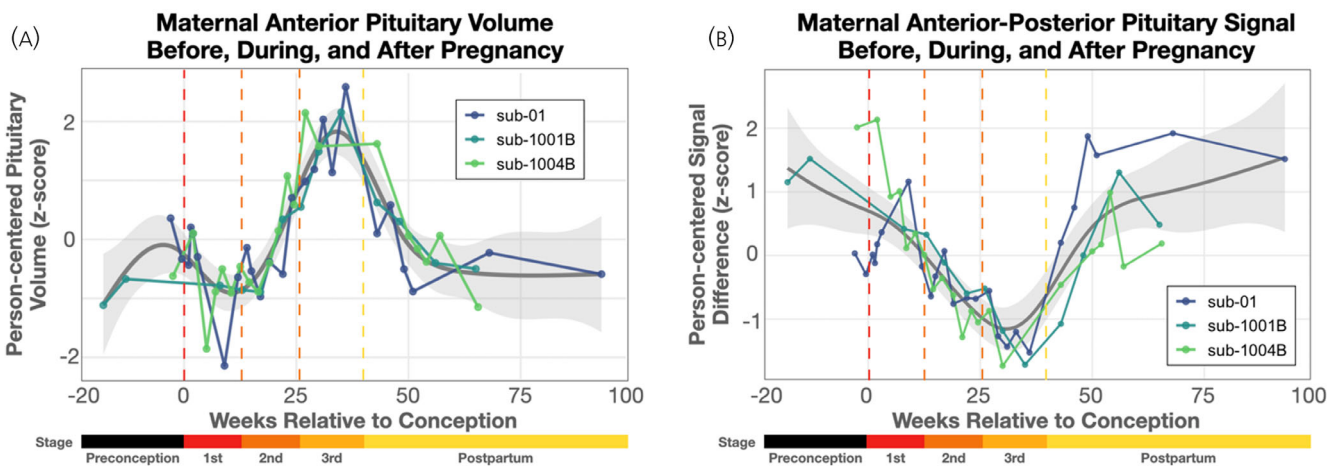 (A)
Maternal Anterior Pituitary Volume
Before, During, and After Pregnancy
Person-centered Pituitary
Volume (z-score)
2
0
-2
sub-01
sub-1001B
sub-1004B
-20 0 25 50 75 100
Weeks Relative to Conception
Stage
Preconception 1st 2nd 3rd Postpartum
(B)
Maternal Anterior-Posterior Pituitary Signal
Before, During, and After Pregnancy
Person-centered Signal
Difference (z-score)
2
1
0
-1
sub-01
sub-1001B
sub-1004B
-20 0 25 50 75 100
Weeks Relative to Conception
Stage
Preconception 1st 2nd 3rd Postpartum